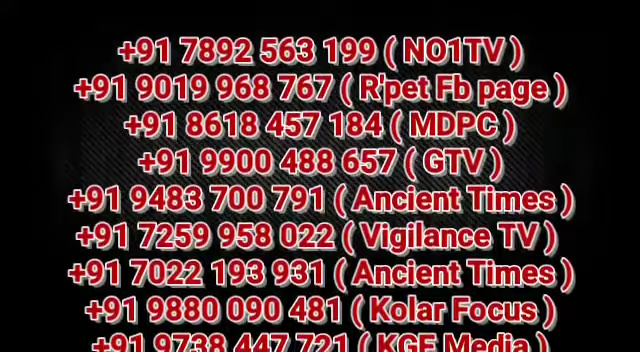 +91 7892 563 199 ( NO1TV )
+91 9019 968 767 ( R'pet Fb page )
+91 8618 457 184 ( MDPC )
+91 9900 488 657 ( GTV )
+91 9483 700 791 ( Ancient Times )
+91 7259 958 022 ( Vigilance TV )
+91 7022 193 931 ( Ancient Times )
+91 9880 090 481 ( Kolar Focus )
+91 9738 447 721 ( KGF Media )